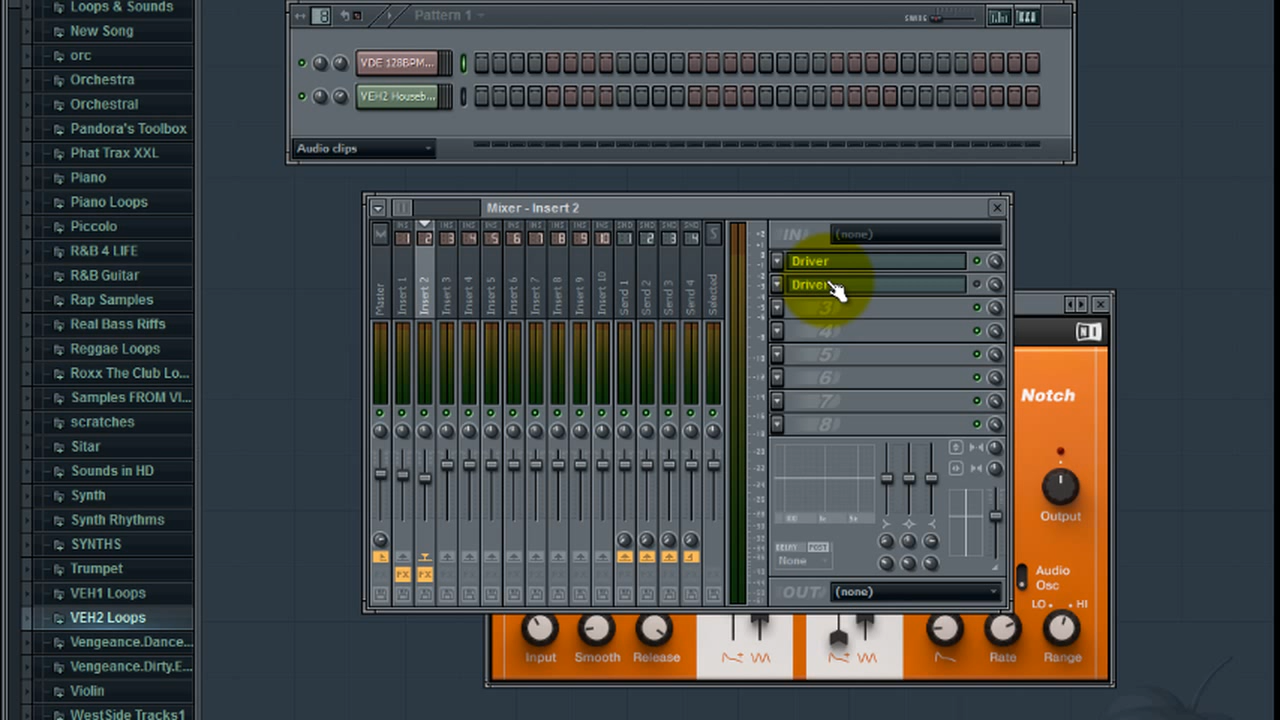 Loops & Sounds
New Song
orc
Orchestra
Orchestral
Pandora's Toolbox
Phat Trax XXL
Piano
Piano Loops
Piccolo
R&B 4 LIFE
R&B Guitar
Rap Samples
Real Bass Riffs
Reggae Loops
Roxx The Club Lo...
Samples FROM VI...
scratches
Sitar
Sounds in HD
Synth
Synth Rhythms
SYNTHS
Trumpet
VEH1 Loops
VEH2 Loops
Vengeance.Dance...
Vengeance.Dirty.E...
Violin
WestSide Tracks1
Pattern 1
VDE 128BPM...
VEH2 Houseb...
Audio clips
Mixer - Insert 2
Master
Insert 1
Insert 2
Insert 3
Insert 4
Insert 5
Insert 6
Insert 7
Insert 8
Insert 9
Insert 10
Send 1
Send 2
Send 3
Send 4
Selected
IN (none)
Driver
Driver
3
4
5
6
7
8
DELAY POST
None
OUT (none)
Notch
Output
Audio
Osc
LO HI
Input Smooth Release Rate Range